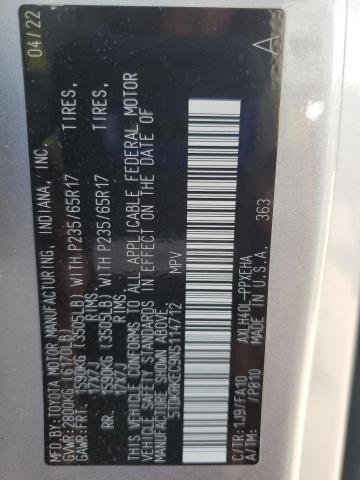 MFD.BY:TOYOTA MOTOR MANUFACTURING, INDIANA, INC. 04/22
GVWR:2800KG (6170LB)
GAWR:FRT. 1590KG (3505LB) WITH P235/65R17 TIRES,
17X7J RIMS
RR. 1590KG (3505LB) WITH P235/65R17 TIRES,
17X7J RIMS
THIS VEHICLE CONFORMS TO ALL APPLICABLE FEDERAL MOTOR
VEHICLE SAFETY STANDARDS IN EFFECT ON THE DATE OF
MANUFACTURE SHOWN ABOVE.
5TDKRKEC9NS114712 MPV
A
C/TR:1J9/FA10 AXLH40L-PPXEHA
A/TM: /P810 MADE IN U.S.A. 363